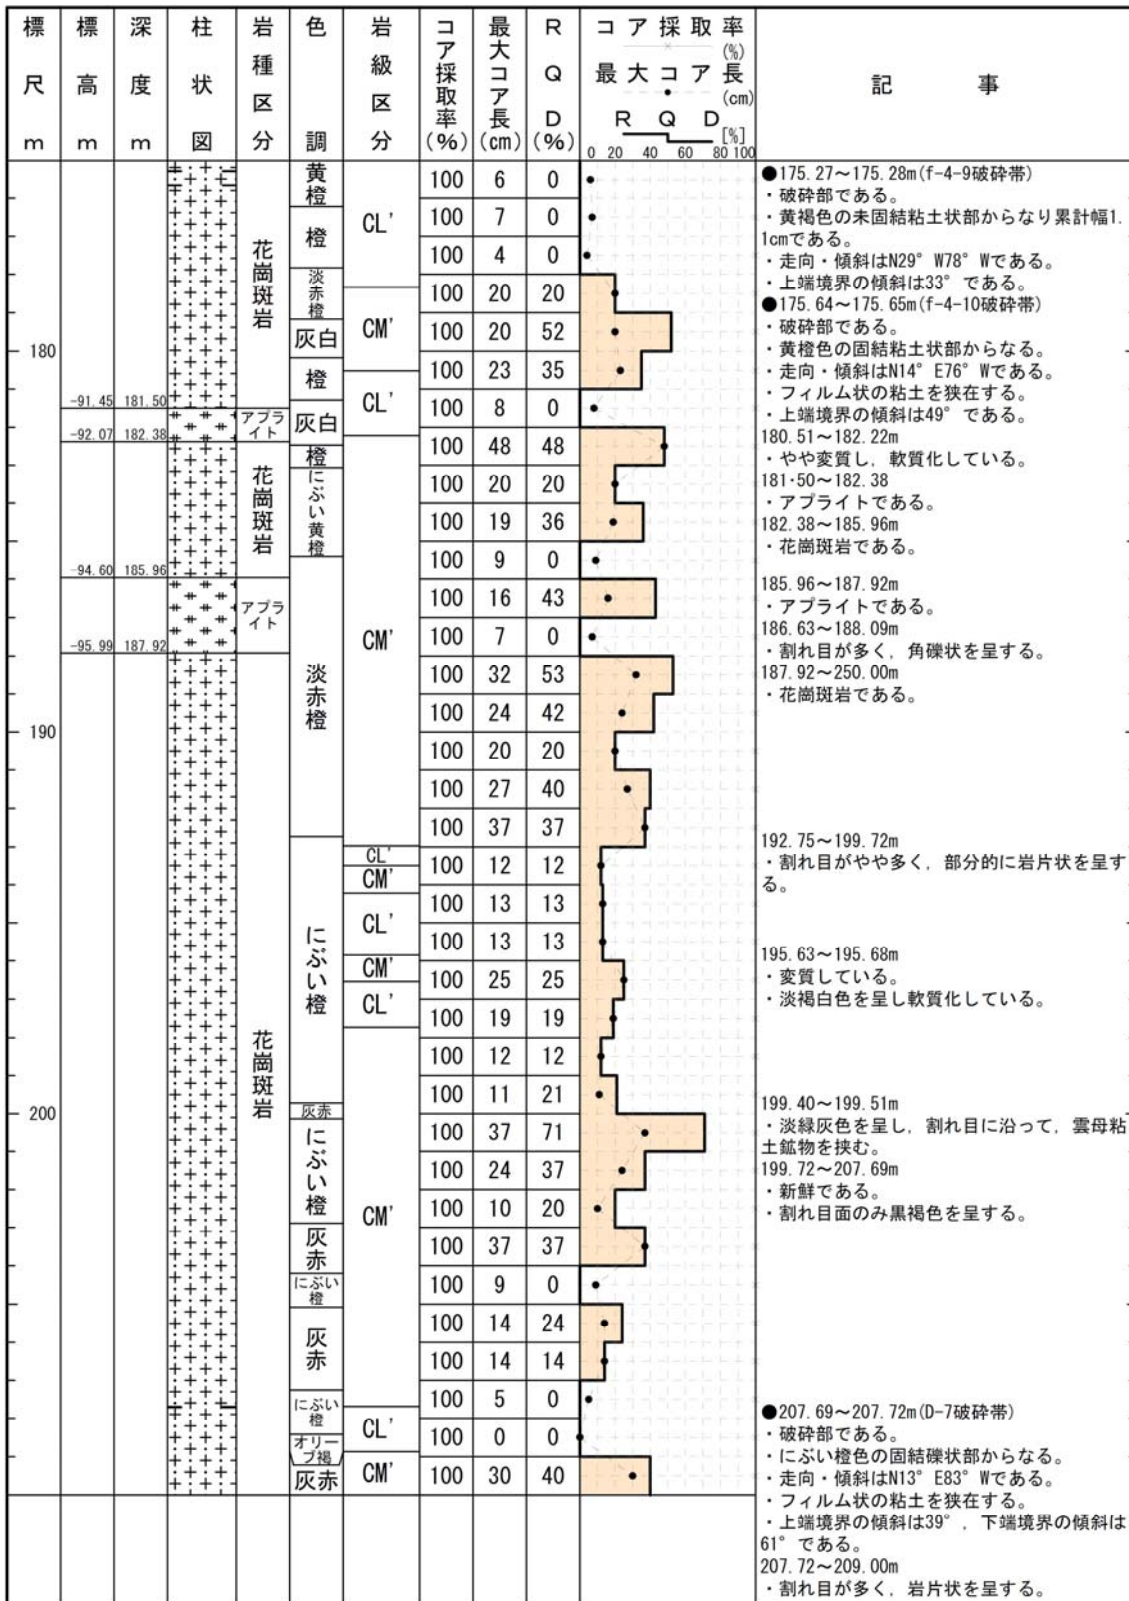 標尺m
標高m
深度m
柱状図
岩種区分
色調
岩級区分
コア採取率(%)
最大コア長(cm)
RQD(%)
コア採取率(%)
最大コア長(cm)
RQD[%]
0 20 40 60 80 100
記事
180
190
200
-91.45 181.50
-92.07 182.38
-94.60 185.96
-95.99 187.92
花崗斑岩
アプライト
花崗斑岩
アプライト
花崗斑岩
黄橙
橙
淡赤橙
灰白
橙
灰白
橙
にぶい黄橙
淡赤橙
にぶい橙
灰赤
にぶい橙
灰赤
にぶい橙
灰赤
にぶい橙
オリーブ褐
灰赤
CL'
CM'
CL'
CM'
CL'
CM'
CL'
CM'
CL'
CM'
CL'
CM'
100 6 0
100 7 0
100 4 0
100 20 20
100 20 52
100 23 35
100 8 0
100 48 48
100 20 20
100 19 36
100 9 0
100 16 43
100 7 0
100 32 53
100 24 42
100 20 20
100 27 40
100 37 37
100 12 12
100 13 13
100 13 13
100 25 25
100 19 19
100 12 12
100 11 21
100 37 71
100 24 37
100 10 20
100 37 37
100 9 0
100 14 24
100 14 14
100 5 0
100 0 0
100 30 40
●175.27～175.28m(f-4-9破砕帯)
・破砕部である。
・黄褐色の未固結粘土状部からなり累計幅1.
1cmである。
・走向・傾斜はN29°W78°Wである。
・上端境界の傾斜は33°である。
●175.64～175.65m(f-4-10破砕帯)
・破砕部である。
・黄橙色の固結粘土状部からなる。
・走向・傾斜はN14°E76°Wである。
・フィルム状の粘土を狭在する。
・上端境界の傾斜は49°である。
180.51～182.22m
・やや変質し，軟質化している。
181･50～182.38
・アプライトである。
182.38～185.96m
・花崗斑岩である。
185.96～187.92m
・アプライトである。
186.63～188.09m
・割れ目が多く，角礫状を呈する。
187.92～250.00m
・花崗斑岩である。
192.75～199.72m
・割れ目がやや多く，部分的に岩片状を呈す
る。
195.63～195.68m
・変質している。
・淡褐白色を呈し軟質化している。
199.40～199.51m
・淡緑灰色を呈し，割れ目に沿って，雲母粘
土鉱物を挟む。
199.72～207.69m
・新鮮である。
・割れ目面のみ黒褐色を呈する。
●207.69～207.72m(D-7破砕帯)
・破砕部である。
・にぶい橙色の固結礫状部からなる。
・走向・傾斜はN13°E83°Wである。
・フィルム状の粘土を狭在する。
・上端境界の傾斜は39°，下端境界の傾斜は
61°である。
207.72～209.00m
・割れ目が多く，岩片状を呈する。